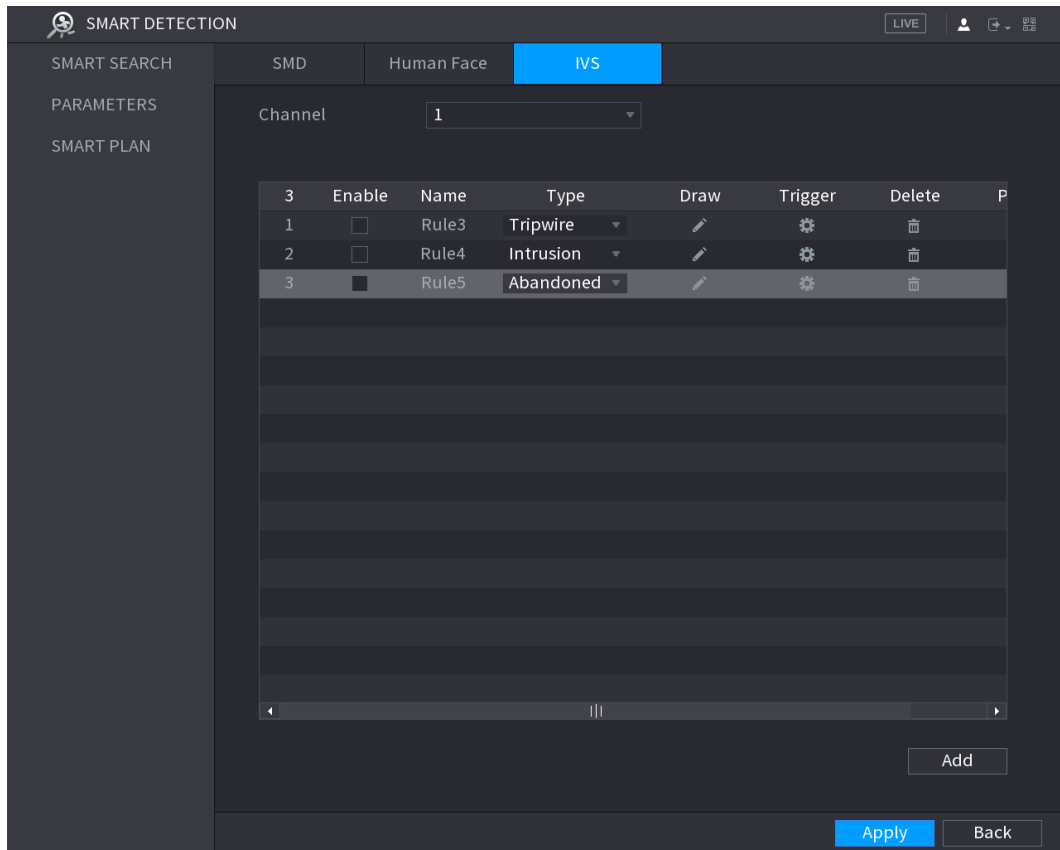 SMART DETECTION LIVE
SMART SEARCH
PARAMETERS
SMART PLAN
SMD Human Face IVS
Channel 1
3 Enable Name Type Draw Trigger Delete P
1 Rule3 Tripwire
2 Rule4 Intrusion
3 Rule5 Abandoned
Add
Apply Back